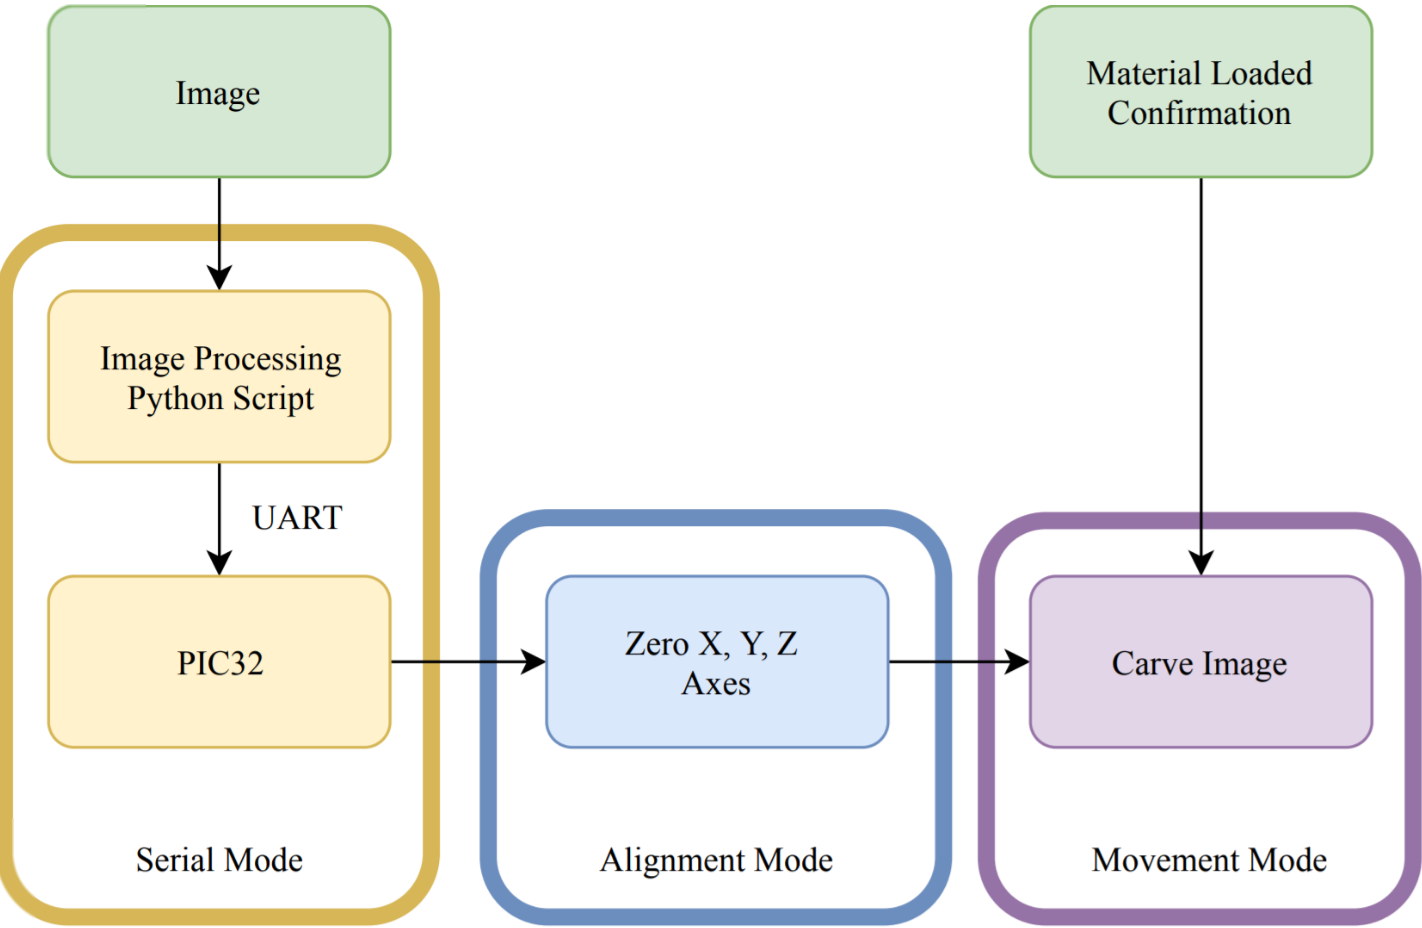 Image
Material Loaded
Confirmation
Image Processing
Python Script
UART
PIC32
Zero X, Y, Z
Axes
Carve Image
Serial Mode
Alignment Mode
Movement Mode